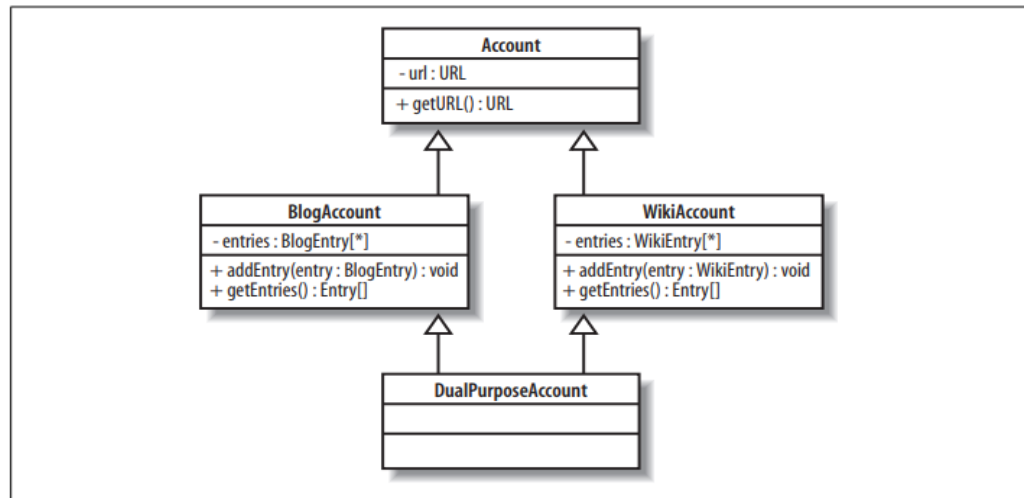 Account
- url : URL
+ getURL() : URL
BlogAccount
- entries : BlogEntry[*]
+ addEntry(entry : BlogEntry) : void
+ getEntries() : Entry[]
WikiAccount
- entries : WikiEntry[*]
+ addEntry(entry : WikiEntry) : void
+ getEntries() : Entry[]
DualPurposeAccount